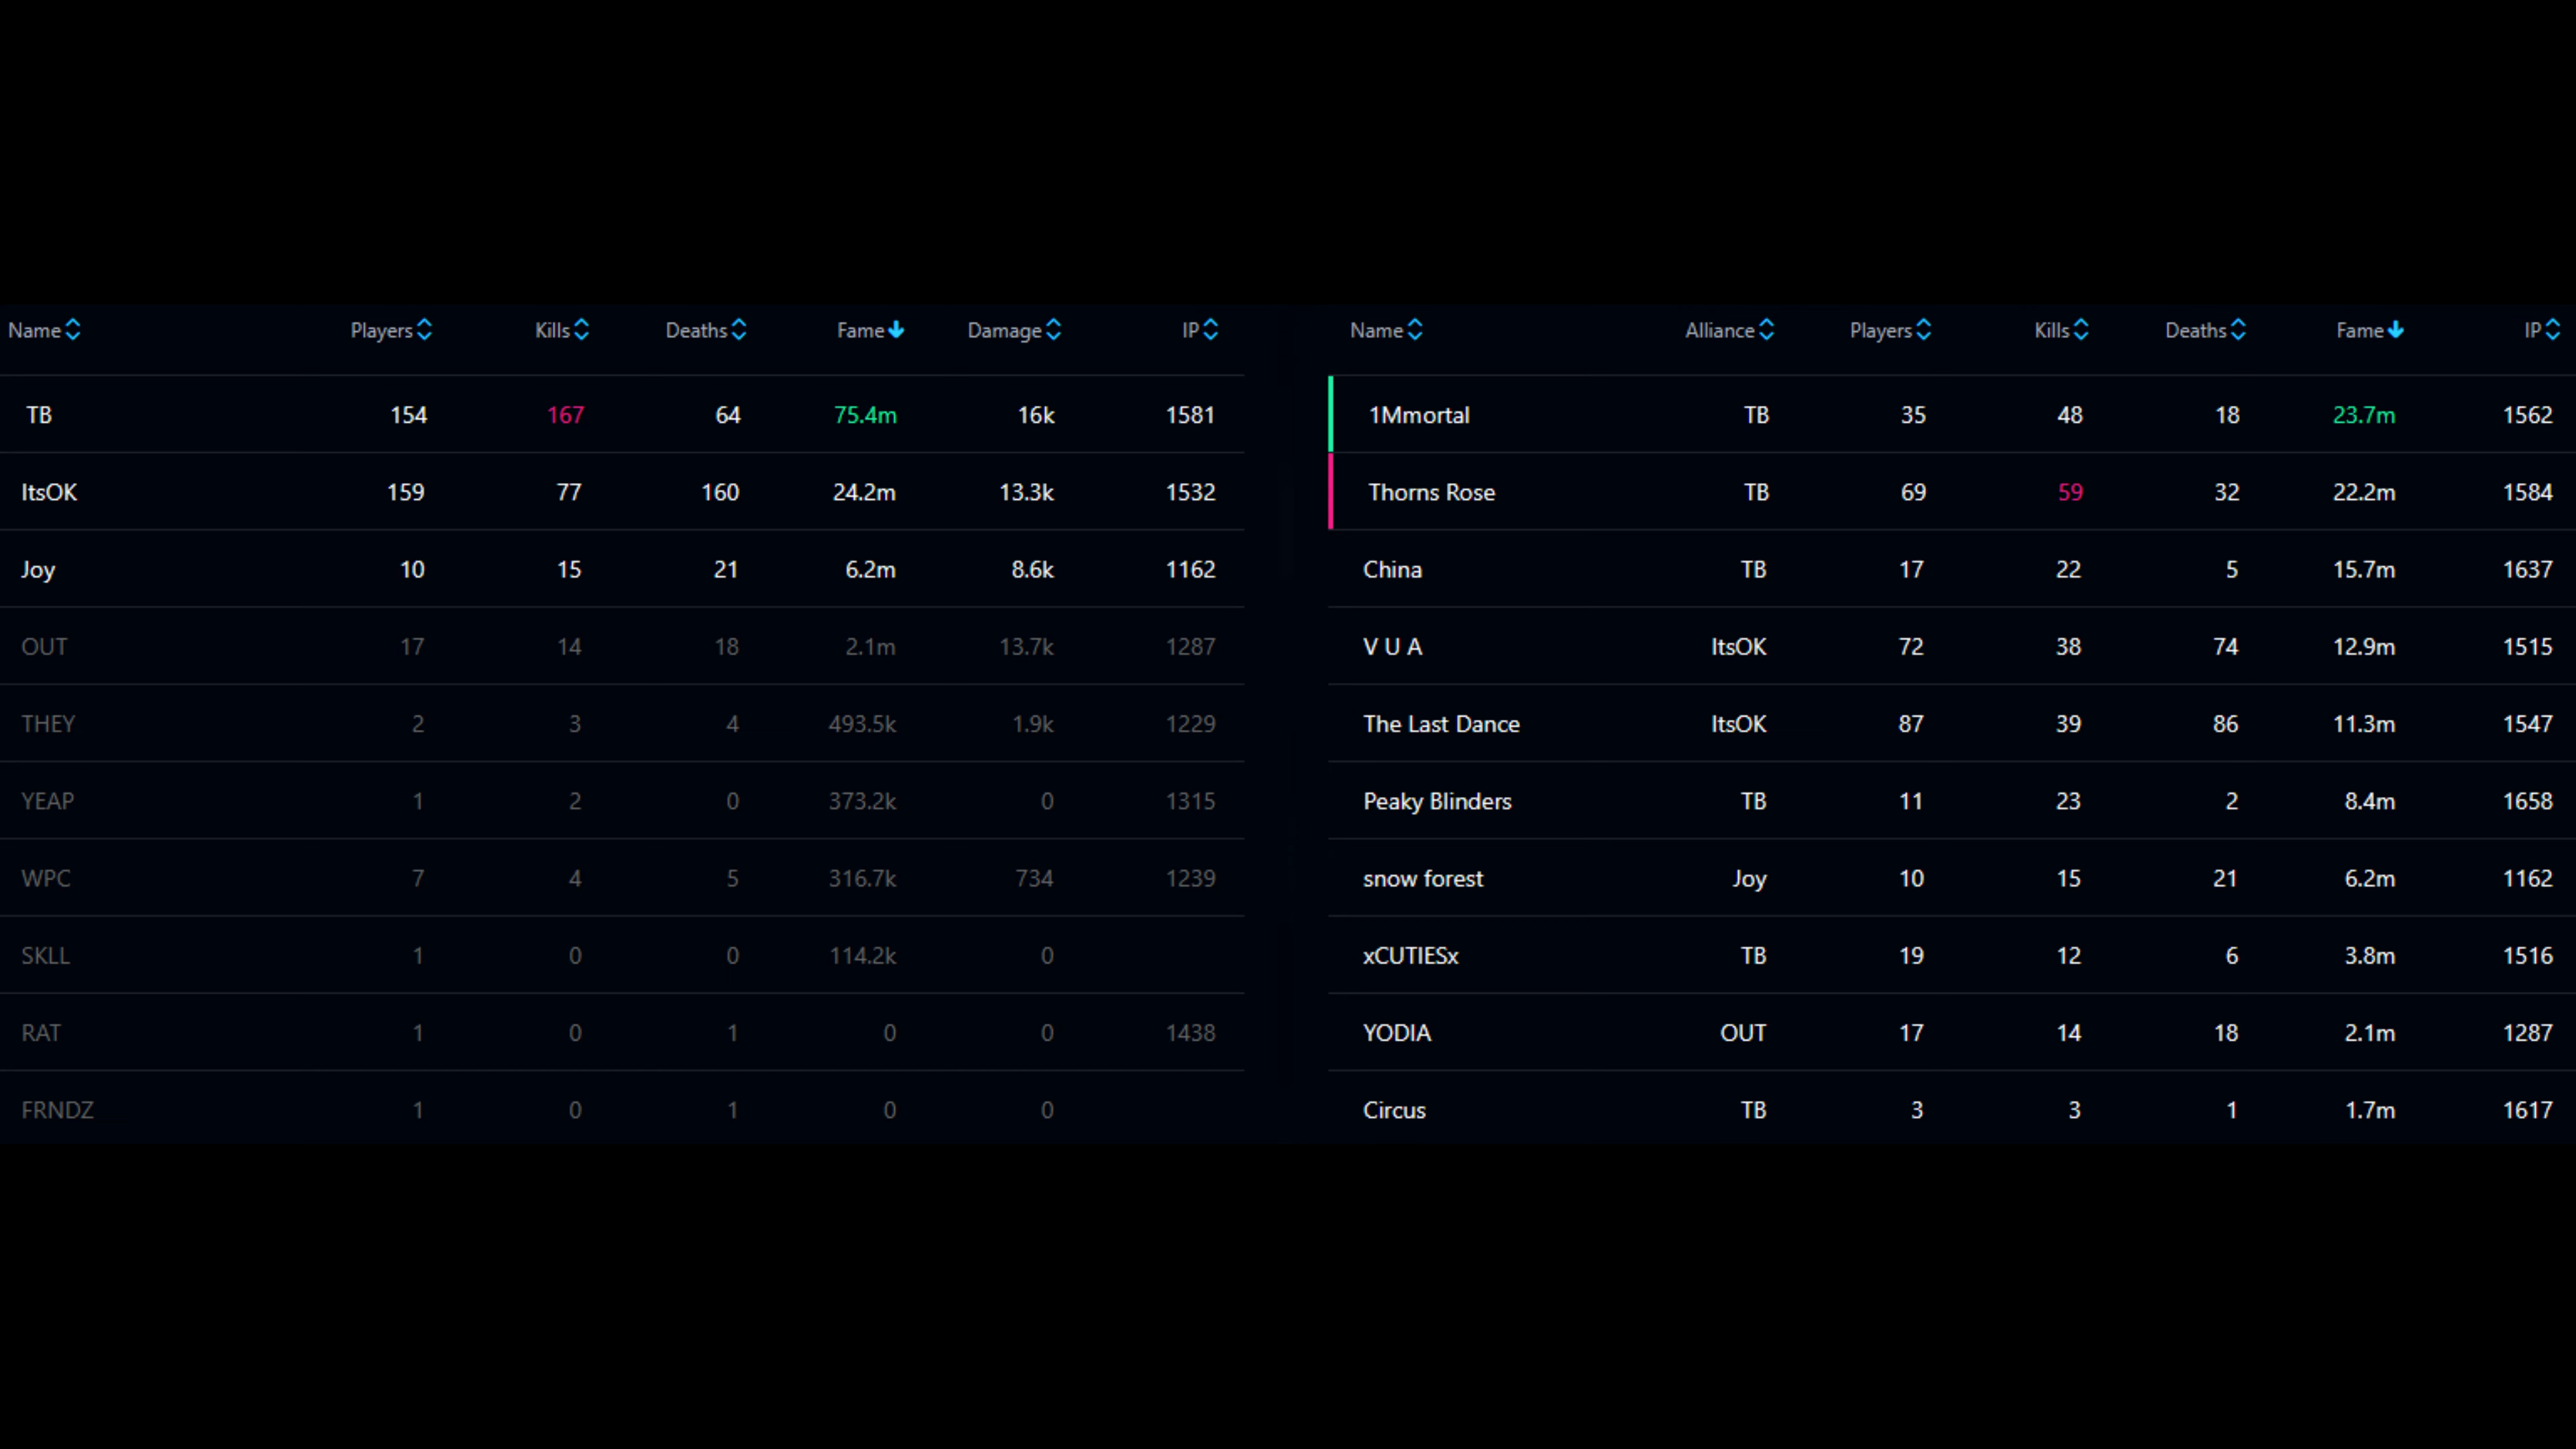 Name Players Kills Deaths Fame Damage IP
TB 154 167 64 75.4m 16k 1581
ItsOK 159 77 160 24.2m 13.3k 1532
Joy 10 15 21 6.2m 8.6k 1162
OUT 17 14 18 2.1m 13.7k 1287
THEY 2 3 4 493.5k 1.9k 1229
YEAP 1 2 0 373.2k 0 1315
WPC 7 4 5 316.7k 734 1239
SKLL 1 0 0 114.2k 0
RAT 1 0 1 0 0 1438
FRNDZ 1 0 1 0 0
Name Alliance Players Kills Deaths Fame IP
1Mmortal TB 35 48 18 23.7m 1562
Thorns Rose TB 69 59 32 22.2m 1584
China TB 17 22 5 15.7m 1637
V U A ItsOK 72 38 74 12.9m 1515
The Last Dance ItsOK 87 39 86 11.3m 1547
Peaky Blinders TB 11 23 2 8.4m 1658
snow forest Joy 10 15 21 6.2m 1162
xCUTIESx TB 19 12 6 3.8m 1516
YODIA OUT 17 14 18 2.1m 1287
Circus TB 3 3 1 1.7m 1617